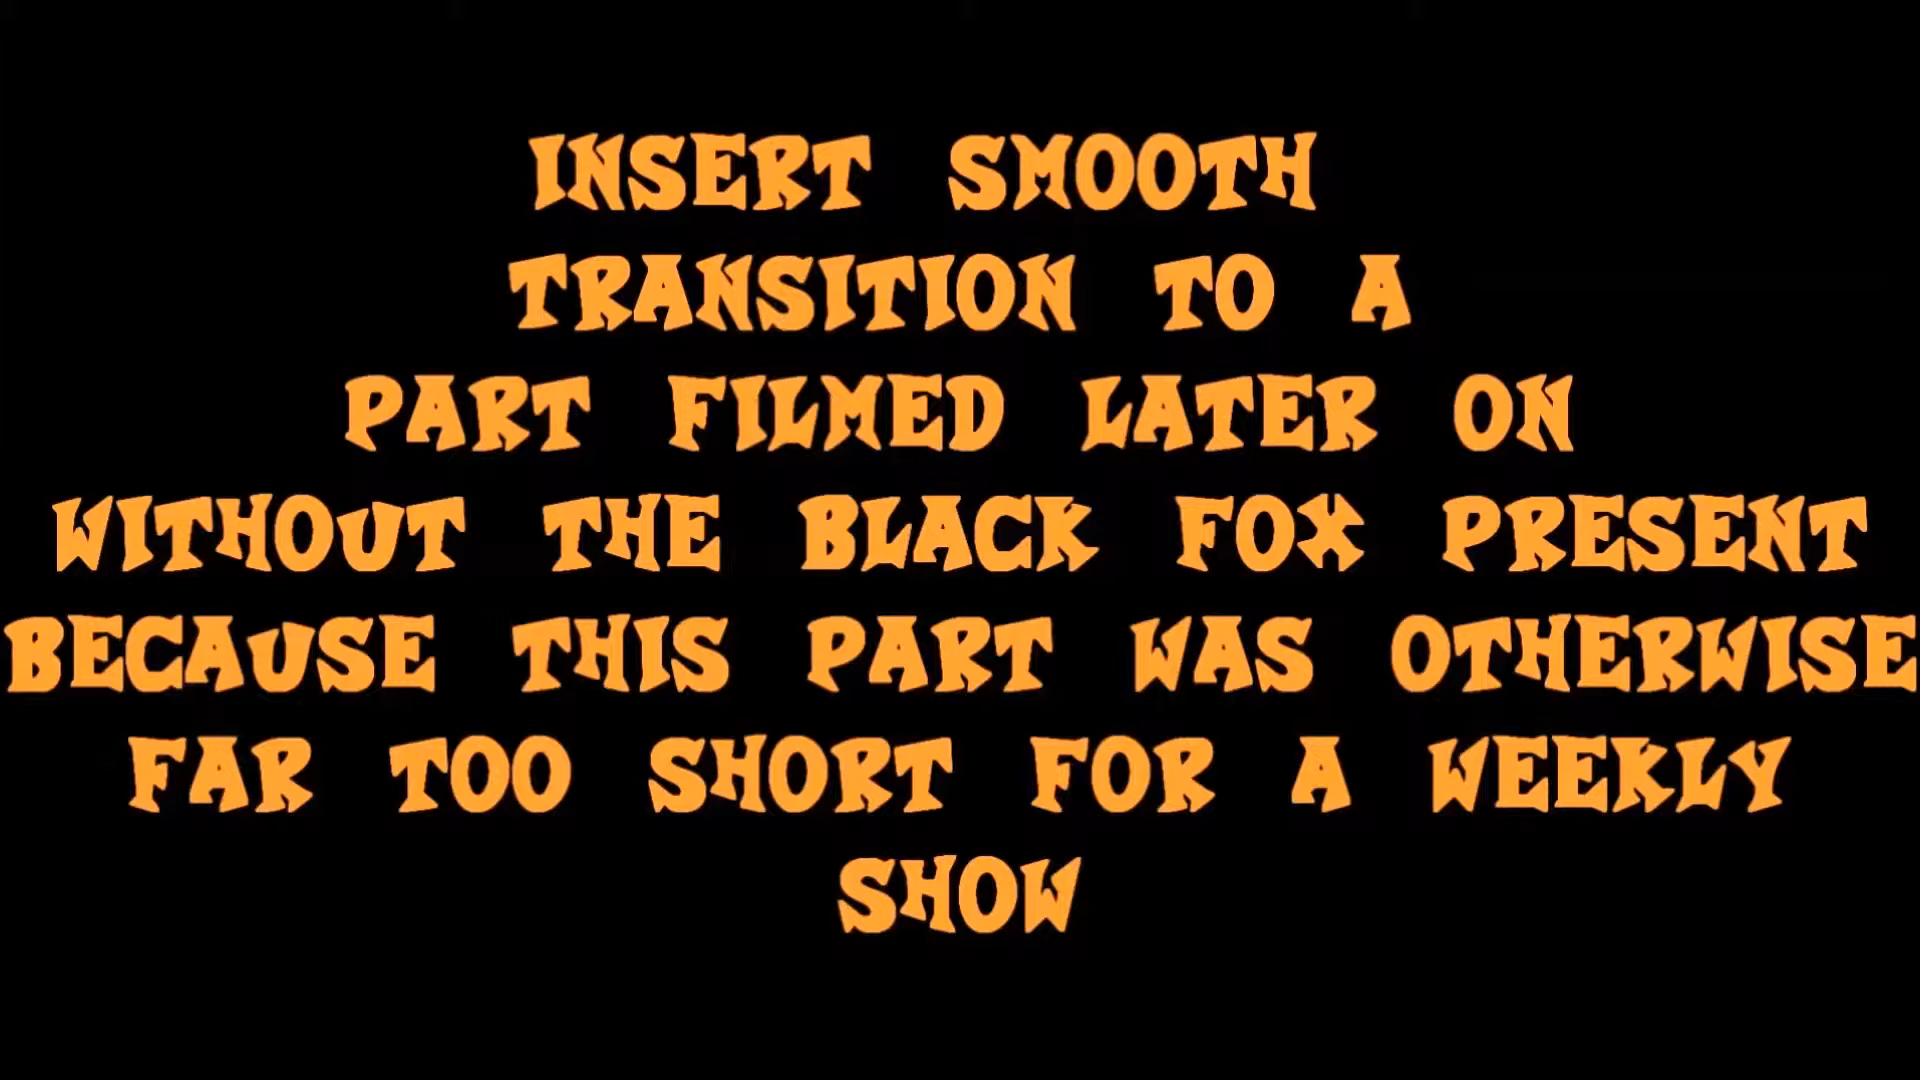 INSERT SMOOTH
TRANSITION TO A
PART FILMED LATER ON
WITHOUT THE BLACK FOX PRESENT
BECAUSE THIS PART WAS OTHERWISE
FAR TOO SHORT FOR A WEEKLY
SHOW